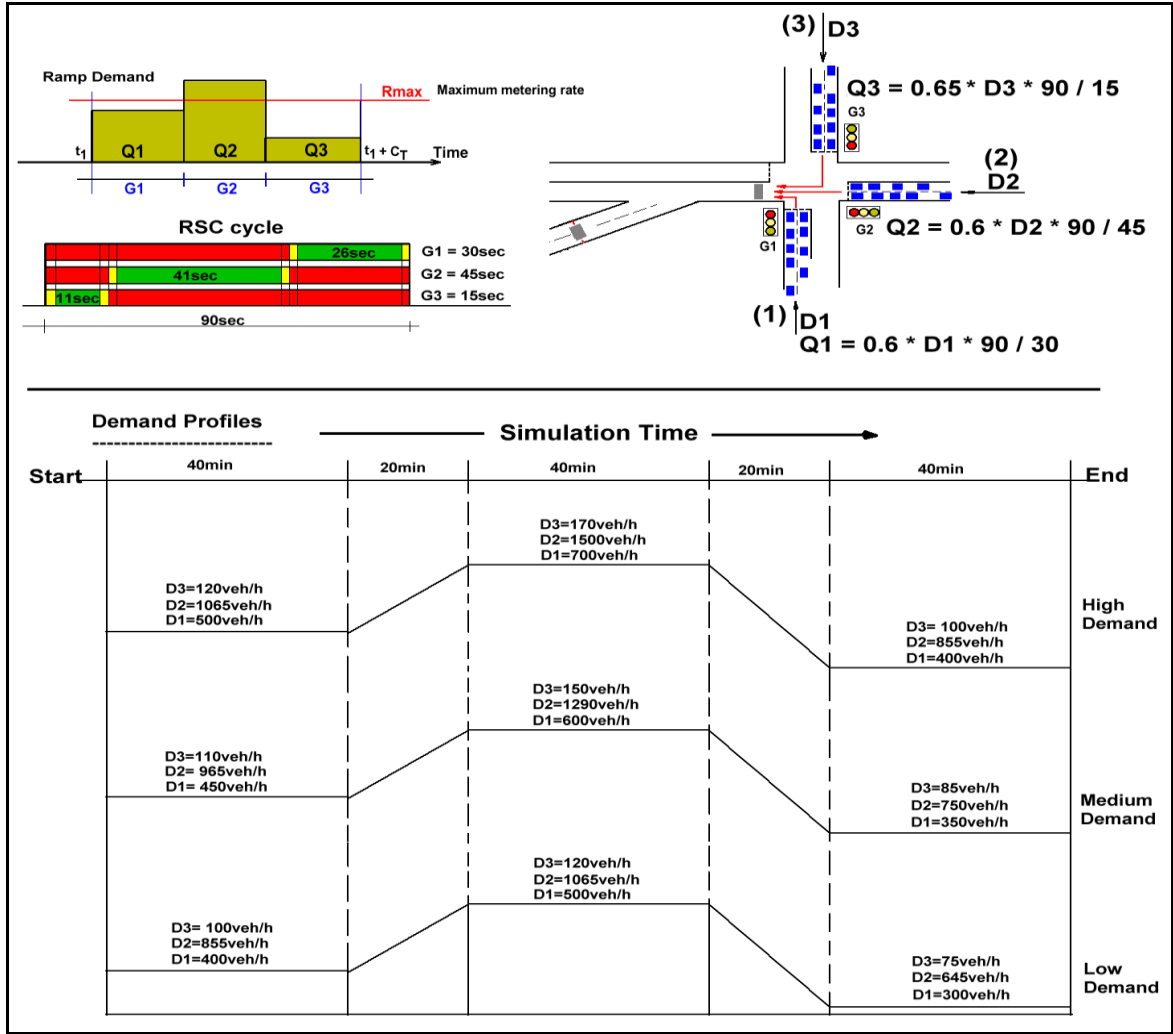 Ramp Demand
Rmax Maximum metering rate
Q1 Q2 Q3
t1 t1 + CT Time
G1 G2 G3
RSC cycle
26sec G1 = 30sec
41sec G2 = 45sec
11sec G3 = 15sec
90sec
(3) D3
Q3 = 0.65 * D3 * 90 / 15
G3
(2)
D2
G1 G2 Q2 = 0.6 * D2 * 90 / 45
(1) D1
Q1 = 0.6 * D1 * 90 / 30
Demand Profiles
------------------------- Simulation Time
Start 40min 20min 40min 20min 40min End
D3=120veh/h
D2=1065veh/h
D1=500veh/h
D3=170veh/h
D2=1500veh/h
D1=700veh/h
D3= 100veh/h
D2=855veh/h
D1=400veh/h
High
Demand
D3=110veh/h
D2= 965veh/h
D1= 450veh/h
D3=150veh/h
D2=1290veh/h
D1=600veh/h
D3=85veh/h
D2=750veh/h
D1=350veh/h
Medium
Demand
D3= 100veh/h
D2=855veh/h
D1=400veh/h
D3=120veh/h
D2=1065veh/h
D1=500veh/h
D3=75veh/h
D2=645veh/h
D1=300veh/h
Low
Demand